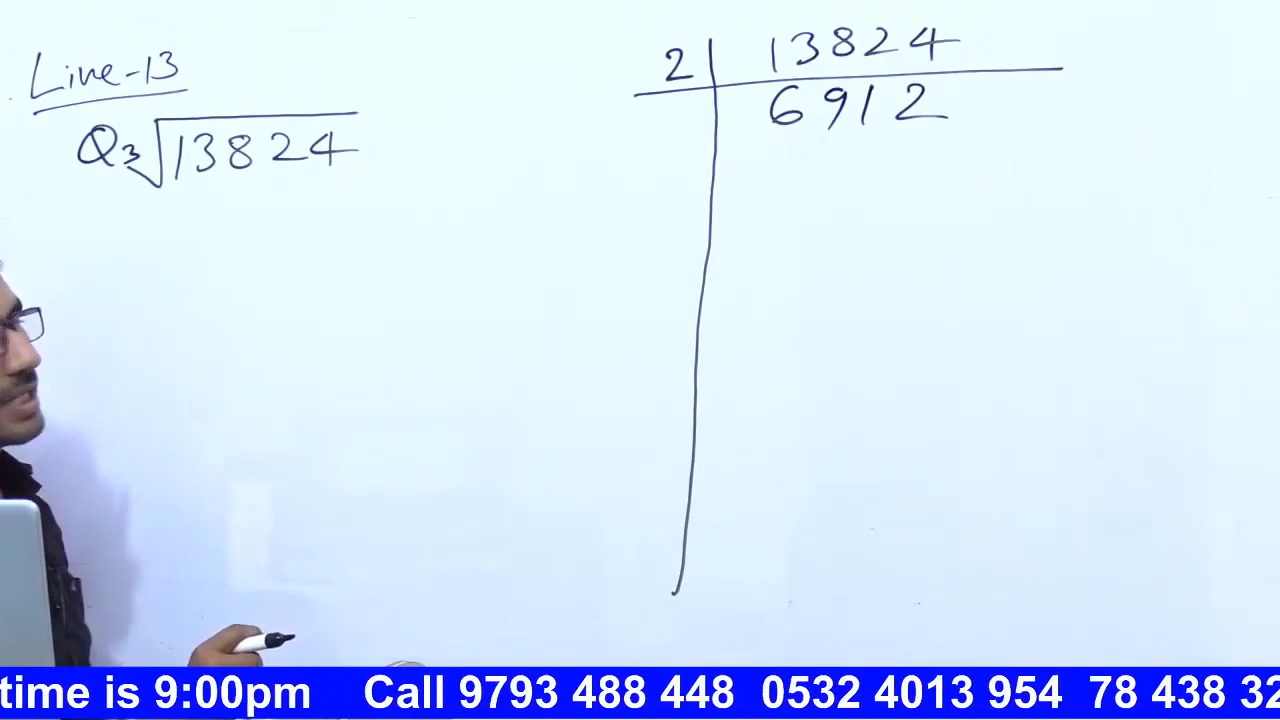 Line-13
Q ∛13824
2 | 13824
6912
time is 9:00pm Call 9793 488 448 0532 4013 954 78 438 32